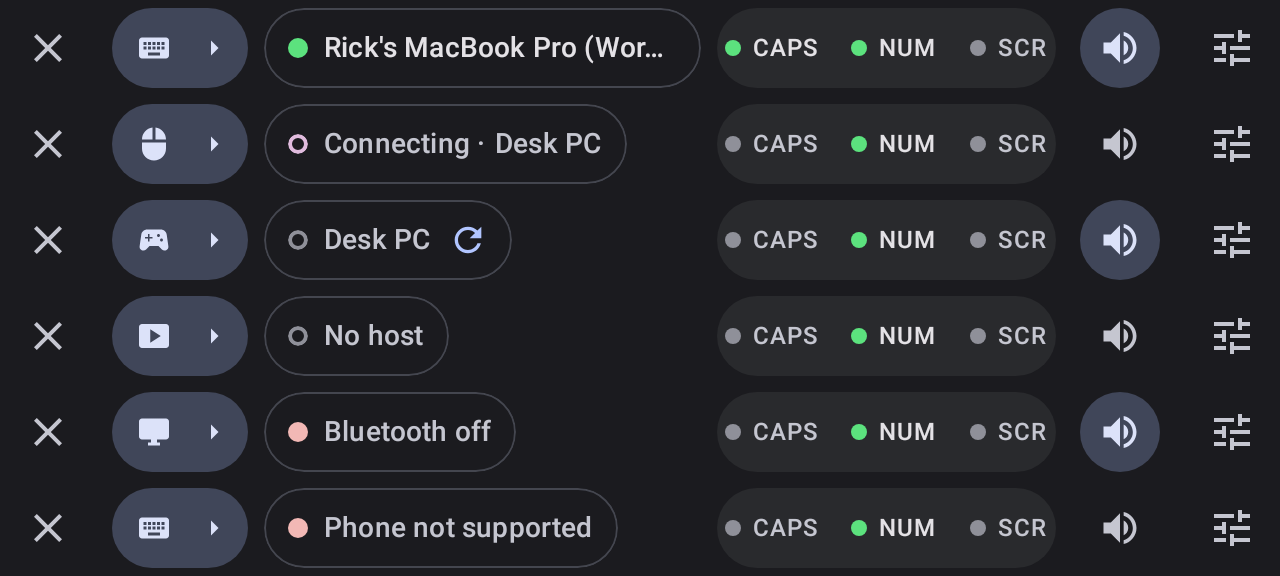 Rick's MacBook Pro (Wor... CAPS NUM SCR
Connecting · Desk PC CAPS NUM SCR
Desk PC CAPS NUM SCR
No host CAPS NUM SCR
Bluetooth off CAPS NUM SCR
Phone not supported CAPS NUM SCR